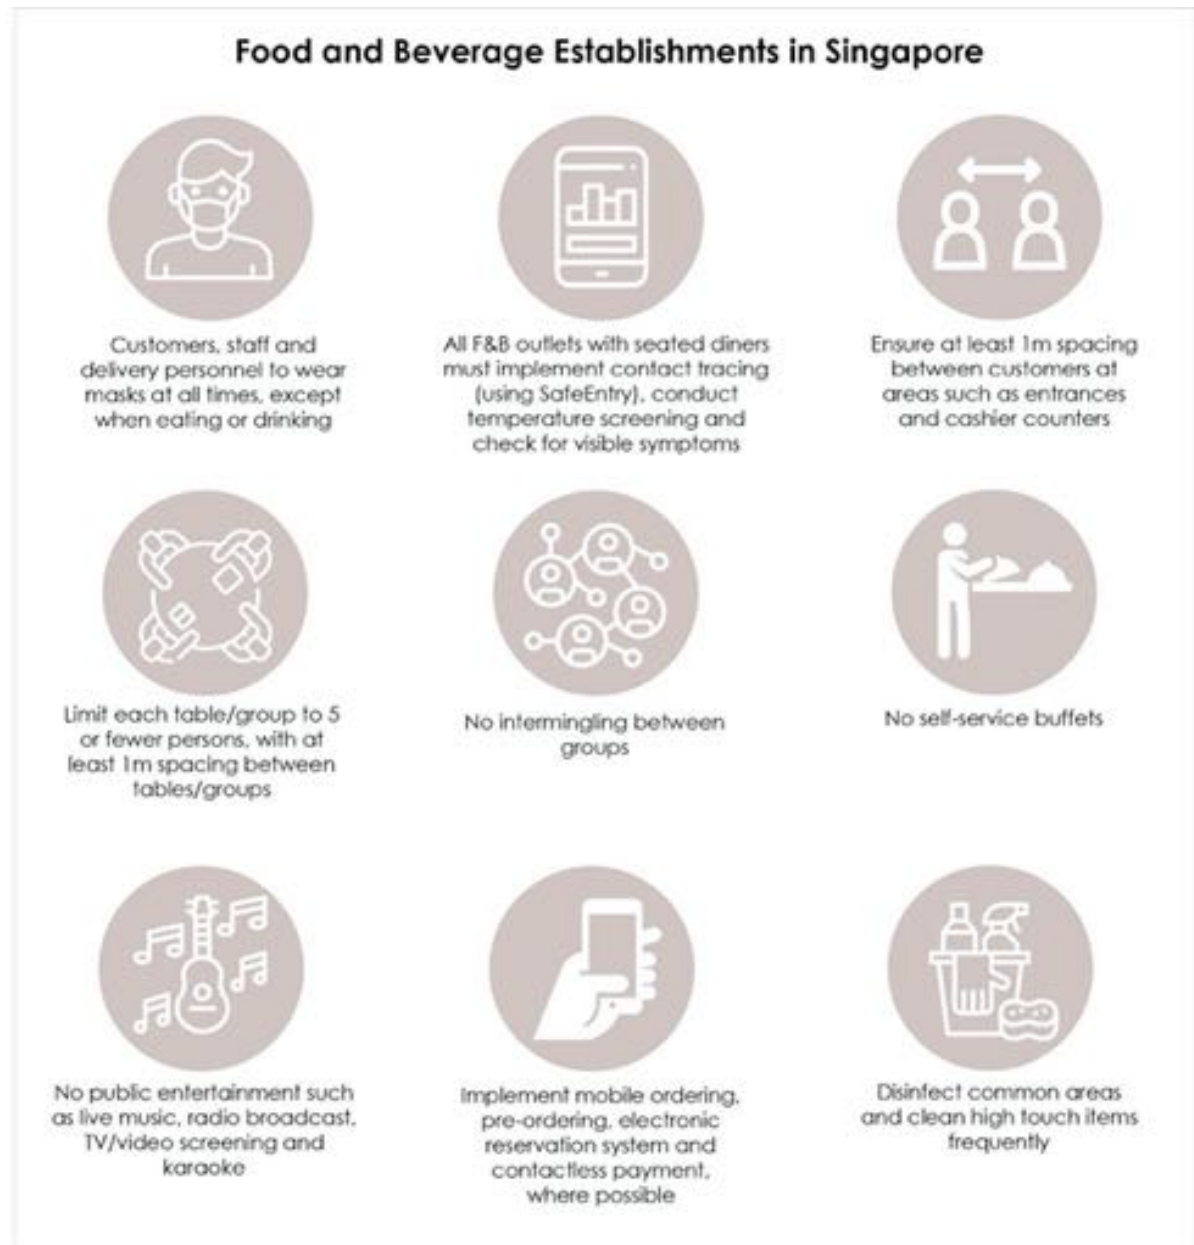 Food and Beverage Establishments in Singapore
Customers, staff and
delivery personnel to wear
masks at all times, except
when eating or drinking
All F&B outlets with seated diners
must implement contact tracing
(using SafeEntry), conduct
temperature screening and
check for visible symptoms
Ensure at least 1m spacing
between customers at
areas such as entrances
and cashier counters
Limit each table/group to 5
or fewer persons, with at
least 1m spacing between
tables/groups
No intermingling between
groups
No self-service buffets
No public entertainment such
as live music, radio broadcast,
TV/video screening and
karaoke
Implement mobile ordering,
pre-ordering, electronic
reservation system and
contactless payment,
where possible
Disinfect common areas
and clean high touch items
frequently